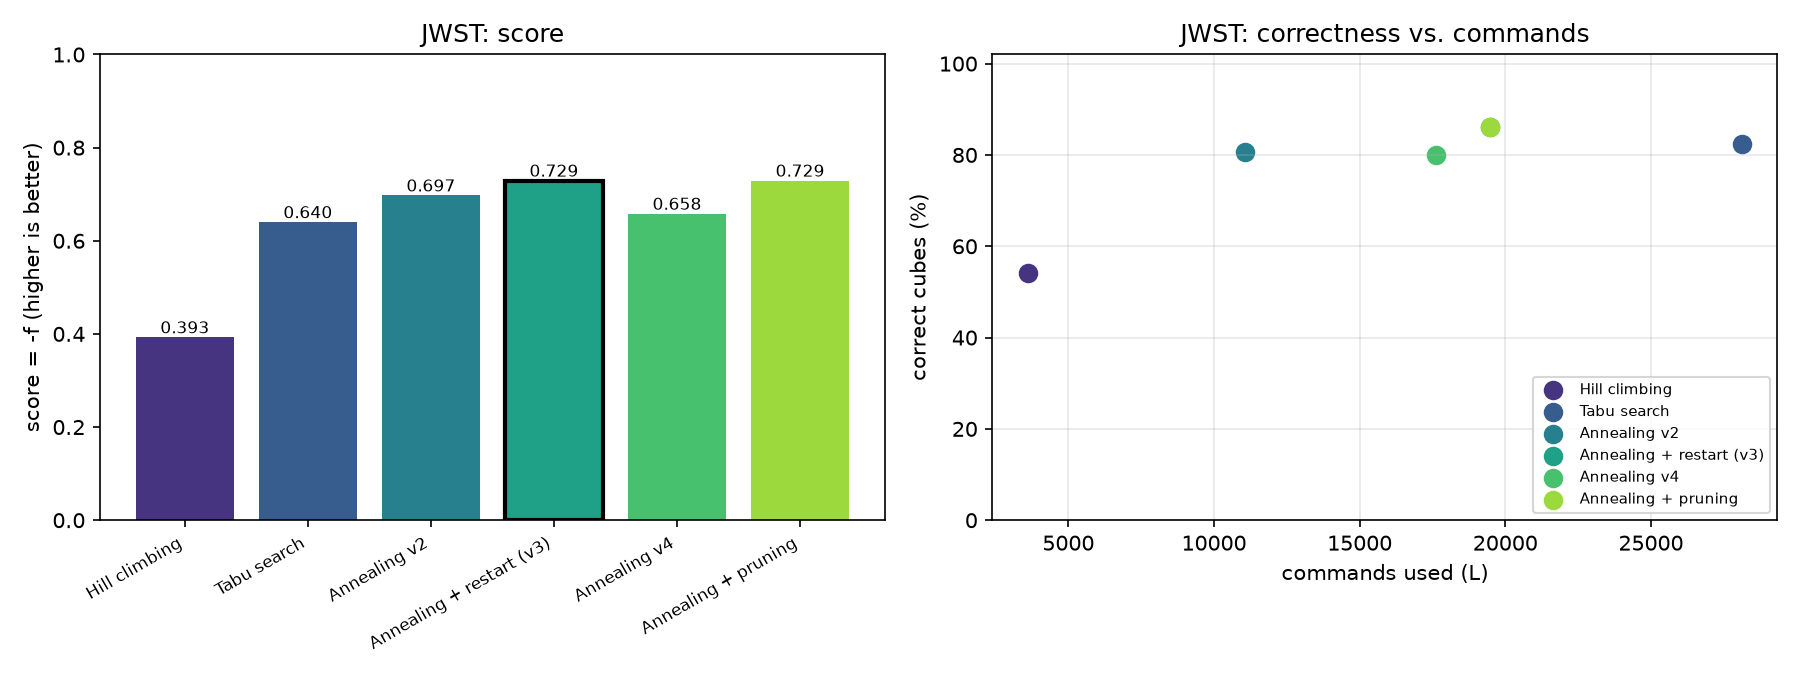 JWST: score
score = -f (higher is better)
1.0
0.8
0.6
0.4
0.2
0.0
0.393
0.640
0.697
0.729
0.658
0.729
Hill climbing
Tabu search
Annealing v2
Annealing + restart (v3)
Annealing v4
Annealing + pruning
JWST: correctness vs. commands
correct cubes (%)
100
80
60
40
20
0
5000
10000
15000
20000
25000
commands used (L)
Hill climbing
Tabu search
Annealing v2
Annealing + restart (v3)
Annealing v4
Annealing + pruning